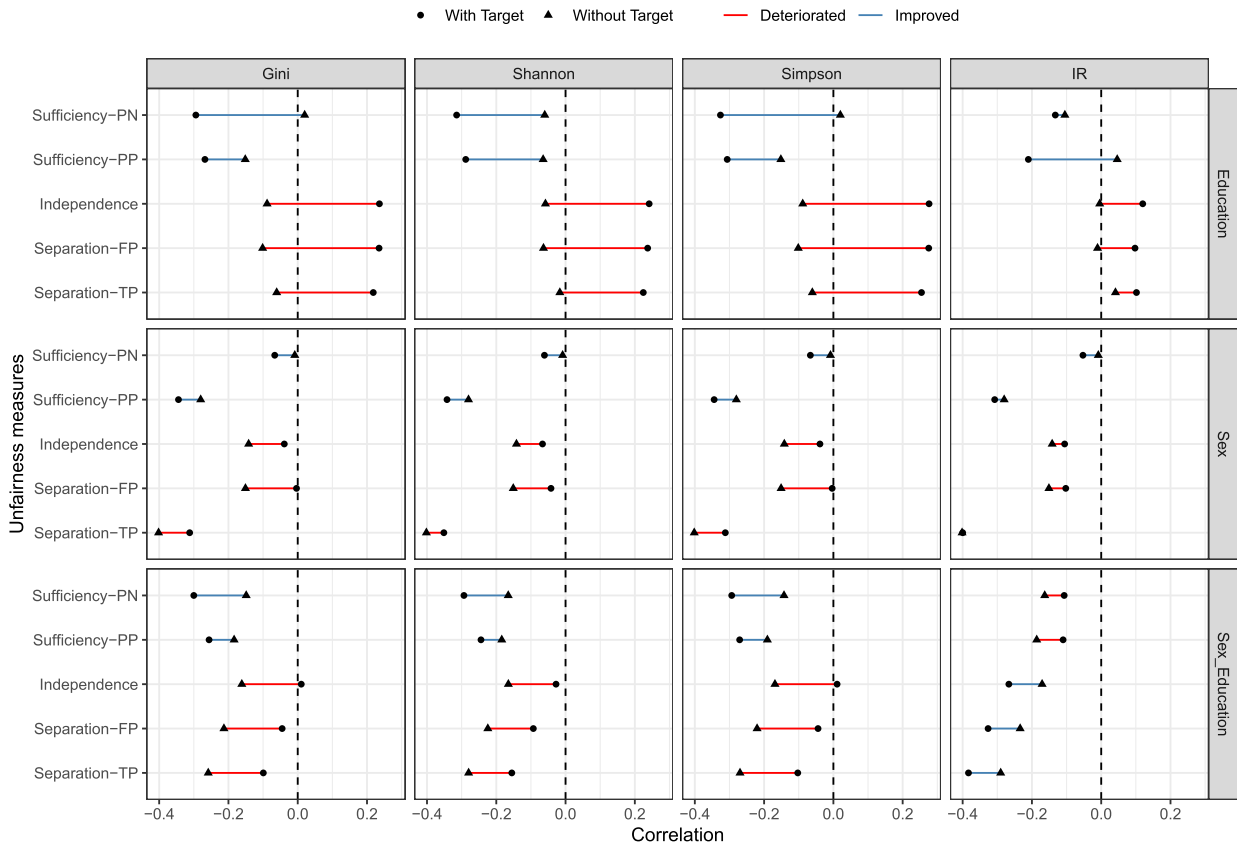 With Target Without Target Deteriorated Improved
Gini Shannon Simpson IR
Sufficiency−PN
Sufficiency−PP
Independence
Separation−FP
Separation−TP
Education
Sufficiency−PN
Sufficiency−PP
Independence
Separation−FP
Separation−TP
Sex
Sufficiency−PN
Sufficiency−PP
Independence
Separation−FP
Separation−TP
Sex_Education
Unfairness measures
−0.4 −0.2 0.0 0.2 −0.4 −0.2 0.0 0.2 −0.4 −0.2 0.0 0.2 −0.4 −0.2 0.0 0.2
Correlation